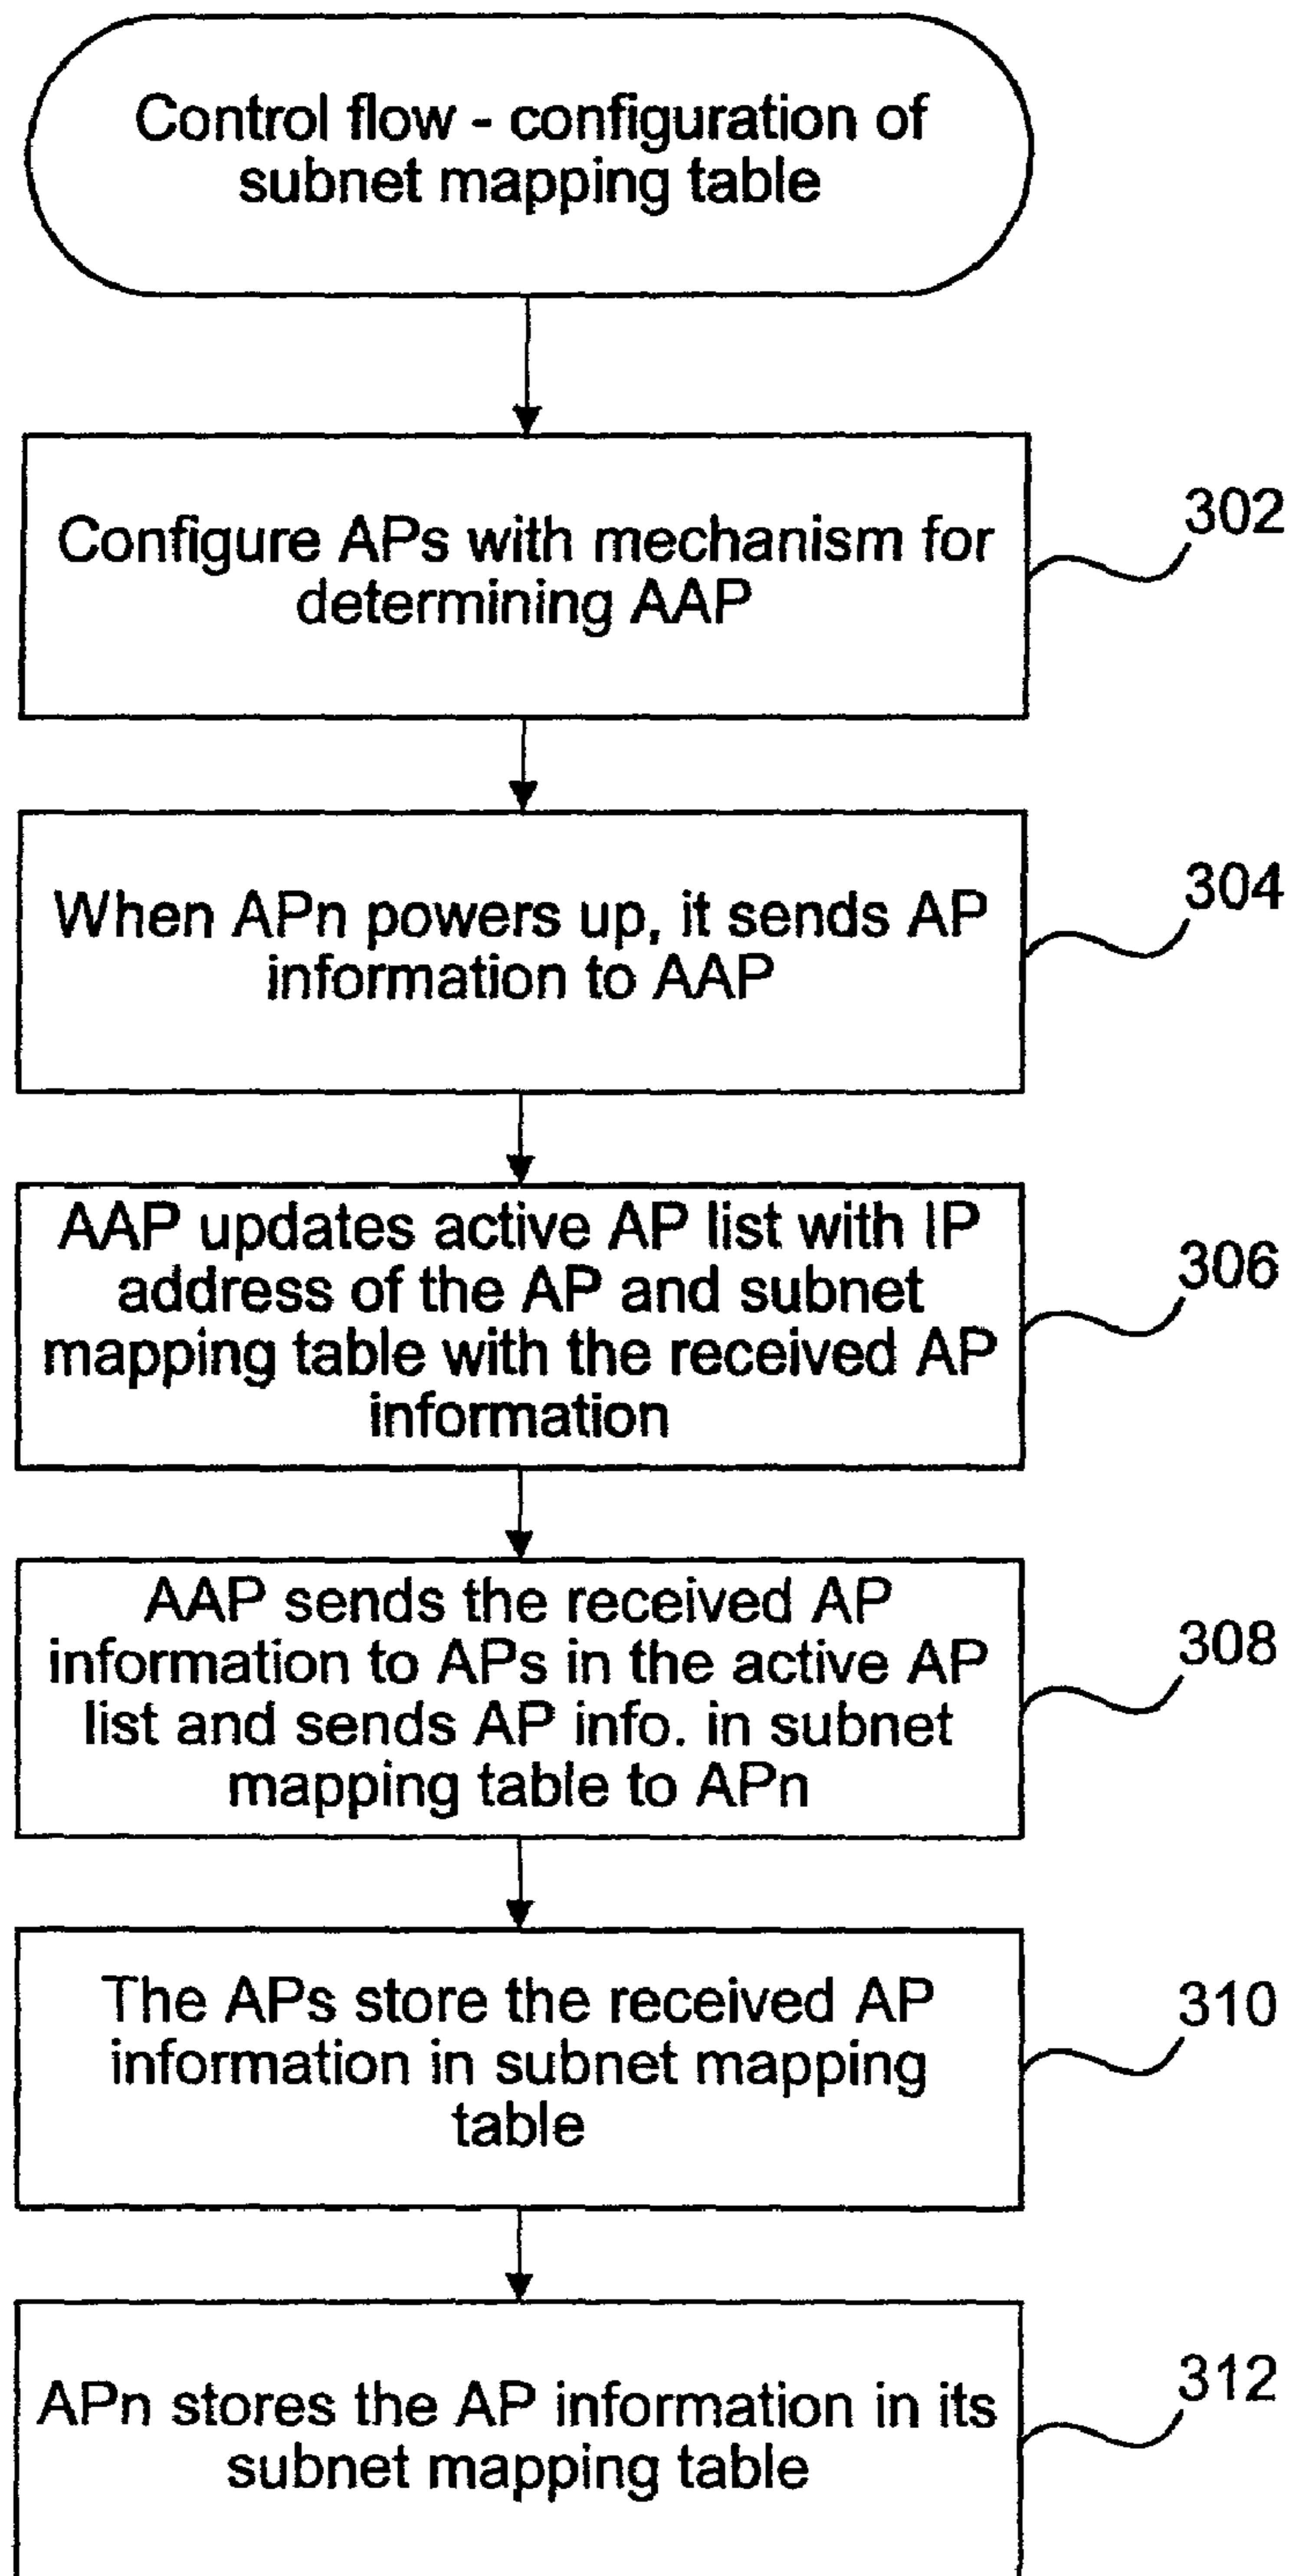 Control flow - configuration of
subnet mapping table
Configure APs with mechanism for
determining AAP
302
When APn powers up, it sends AP
information to AAP
304
AAP updates active AP list with IP
address of the AP and subnet
mapping table with the received AP
information
306
AAP sends the received AP
information to APs in the active AP
list and sends AP info. in subnet
mapping table to APn
308
The APs store the received AP
information in subnet mapping
table
310
APn stores the AP information in its
subnet mapping table
312